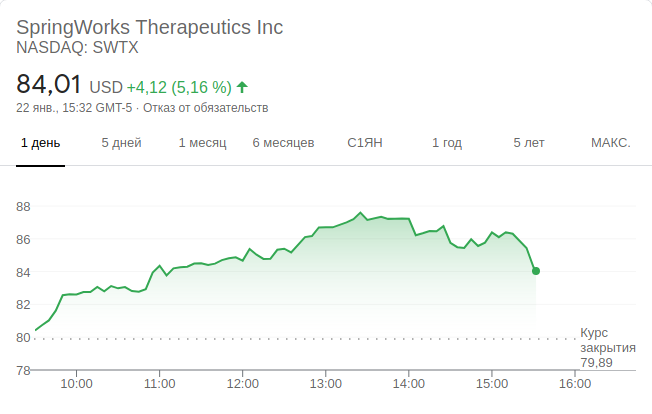 SpringWorks Therapeutics Inc
NASDAQ: SWTX
84,01 USD +4,12 (5,16 %)
22 янв., 15:32 GMT-5 · Отказ от обязательств
1 день 5 дней 1 месяц 6 месяцев С1ЯН 1 год 5 лет МАКС.
88
86
84
82
80
Курс
закрытия
79,89
78
10:00 11:00 12:00 13:00 14:00 15:00 16:00